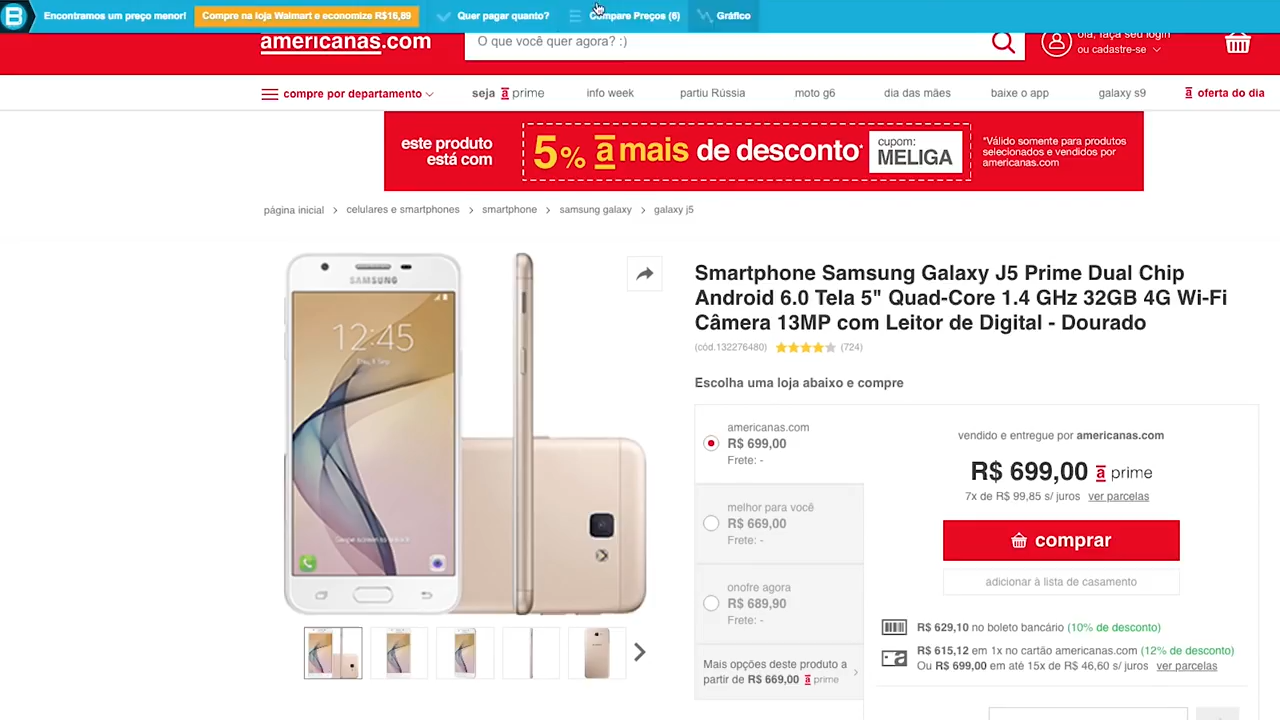 B Encontramos um preço menor! Compre na loja Walmart e economize R$16,89 Quer pagar quanto? Compare Preços (6) Gráfico
americanas.com O que você quer agora? :) olá, faça seu login
ou cadastre-se
compre por departamento seja a prime info week partiu Rússia moto g6 dia das mães baixe o app galaxy s9 a oferta do dia
este produto
está com
5% a mais de desconto*
cupom:
MELIGA
*Válido somente para produtos
selecionados e vendidos por
americanas.com
página inicial > celulares e smartphones > smartphone > samsung galaxy > galaxy j5
SAMSUNG
12:45
Smartphone Samsung Galaxy J5 Prime Dual Chip
Android 6.0 Tela 5" Quad-Core 1.4 GHz 32GB 4G Wi-Fi
Câmera 13MP com Leitor de Digital - Dourado
(cód.132276480) (724)
Escolha uma loja abaixo e compre
americanas.com
R$ 699,00
Frete: -
melhor para você
R$ 669,00
Frete: -
onofre agora
R$ 689,90
Frete: -
Mais opções deste produto a
partir de R$ 669,00 a prime
vendido e entregue por americanas.com
R$ 699,00 a prime
7x de R$ 99,85 s/ juros ver parcelas
comprar
adicionar à lista de casamento
R$ 629,10 no boleto bancário (10% de desconto)
R$ 615,12 em 1x no cartão americanas.com (12% de desconto)
Ou R$ 699,00 em até 15x de R$ 46,60 s/ juros ver parcelas